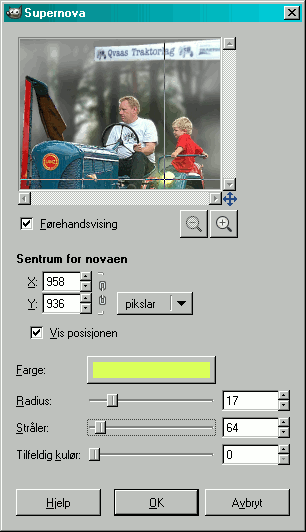 Supernova
Qvaas Traktorlag
Førehandsvising
Sentrum for novaen
X: 958
Y: 936
pikslar
Vis posisjonen
Farge:
Radius: 17
Stråler: 64
Tilfeldig kulør: 0
Hjelp OK Avbryt